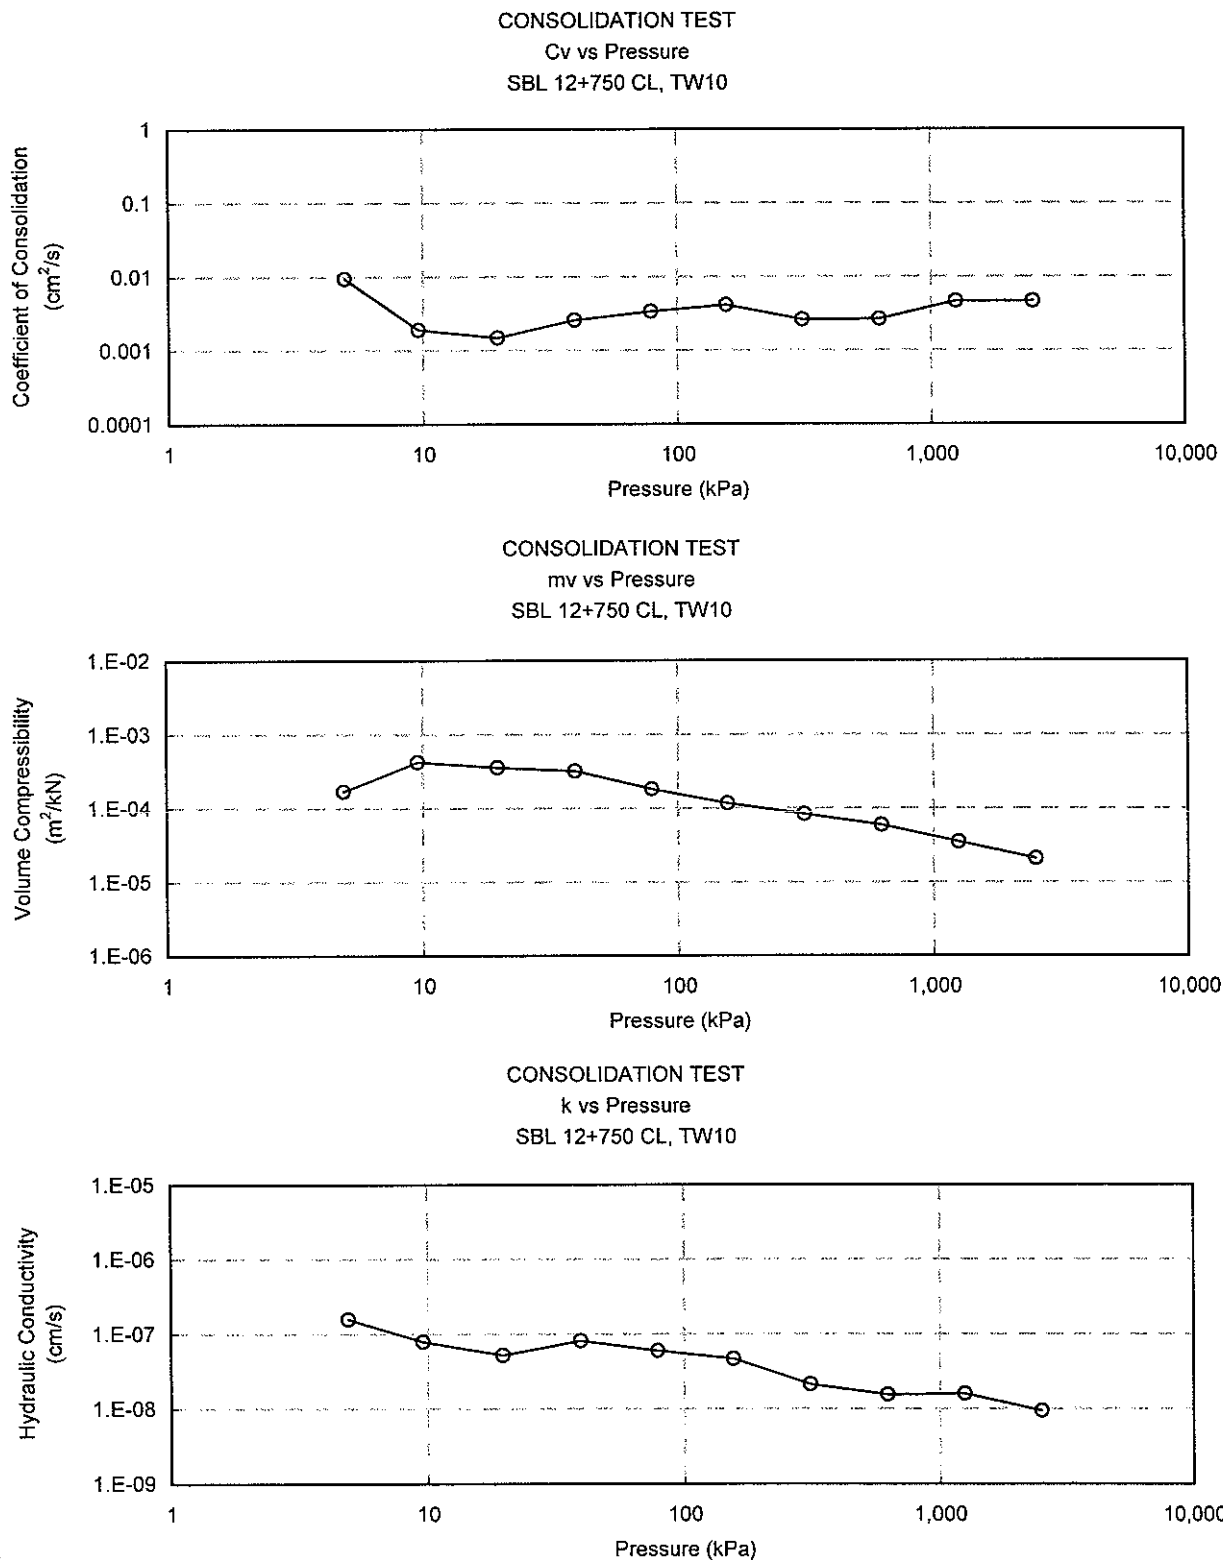 CONSOLIDATION TEST
Cv vs Pressure
SBL 12+750 CL, TW10
Coefficient of Consolidation
(cm²/s)
1
0.1
0.01
0.001
0.0001
1 10 100 1,000 10,000
Pressure (kPa)
CONSOLIDATION TEST
mv vs Pressure
SBL 12+750 CL, TW10
Volume Compressibility
(m²/kN)
1.E-02
1.E-03
1.E-04
1.E-05
1.E-06
1 10 100 1,000 10,000
Pressure (kPa)
CONSOLIDATION TEST
k vs Pressure
SBL 12+750 CL, TW10
Hydraulic Conductivity
(cm/s)
1.E-05
1.E-06
1.E-07
1.E-08
1.E-09
1 10 100 1,000 10,000
Pressure (kPa)